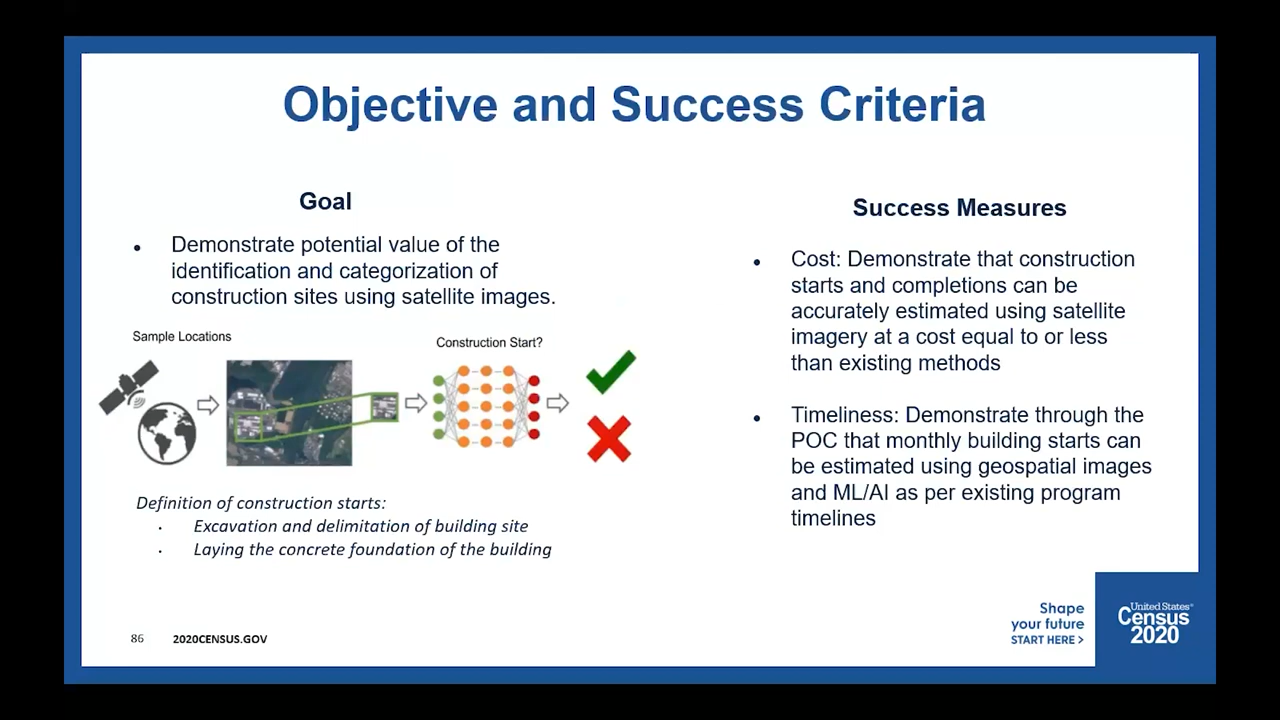 Objective and Success Criteria
Goal
• Demonstrate potential value of the
identification and categorization of
construction sites using satellite images.
Sample Locations
Construction Start?
Definition of construction starts:
• Excavation and delimitation of building site
• Laying the concrete foundation of the building
Success Measures
• Cost: Demonstrate that construction
starts and completions can be
accurately estimated using satellite
imagery at a cost equal to or less
than existing methods
• Timeliness: Demonstrate through the
POC that monthly building starts can
be estimated using geospatial images
and ML/AI as per existing program
timelines
86 2020CENSUS.GOV
Shape
your future
START HERE >
United States®
Census
2020